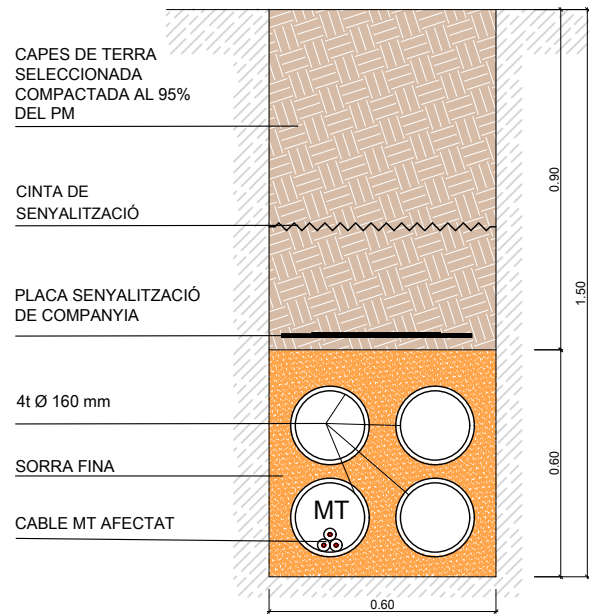 CAPES DE TERRA
SELECCIONADA
COMPACTADA AL 95%
DEL PM
CINTA DE
SENYALITZACIÓ
PLACA SENYALITZACIÓ
DE COMPANYIA
4t Ø 160 mm
SORRA FINA
CABLE MT AFECTAT
MT
0.90
1.50
0.60
0.60